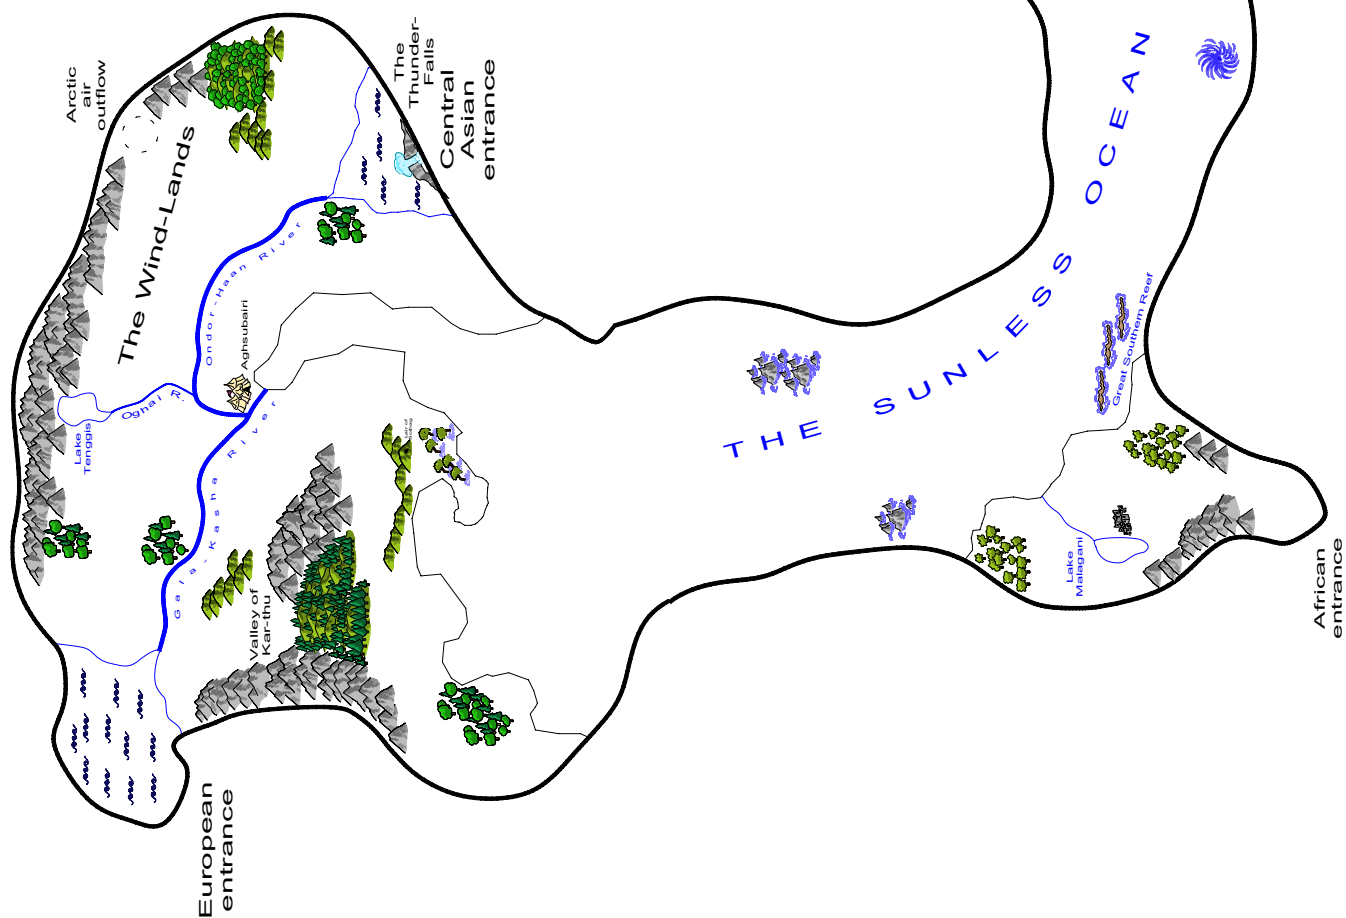 Arctic
air
outflow
The Wind-Lands
The
Thunder-
Falls
Central
Asian
entrance
Ondor-Haan River
Aghsubairi
Oghai R.
Lake
Tenggis
Gala-Kasha River
Valley of
Kar-thu
European
entrance
THE SUNLESS OCEAN
Great Southern Reef
Lake
Malagani
African
entrance